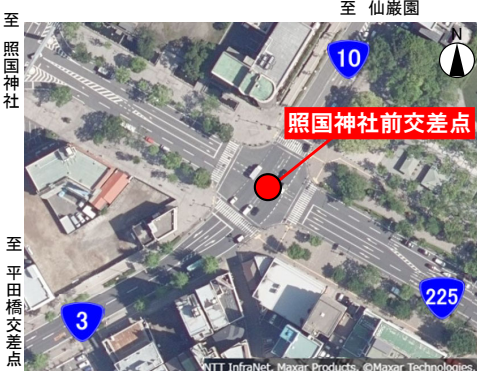 至 仙巌園
至 照国神社
N
10
照国神社前交差点
至 平田橋交差点
225
3
NTT InfraNet, Maxar Products. ©Maxar Technologies.